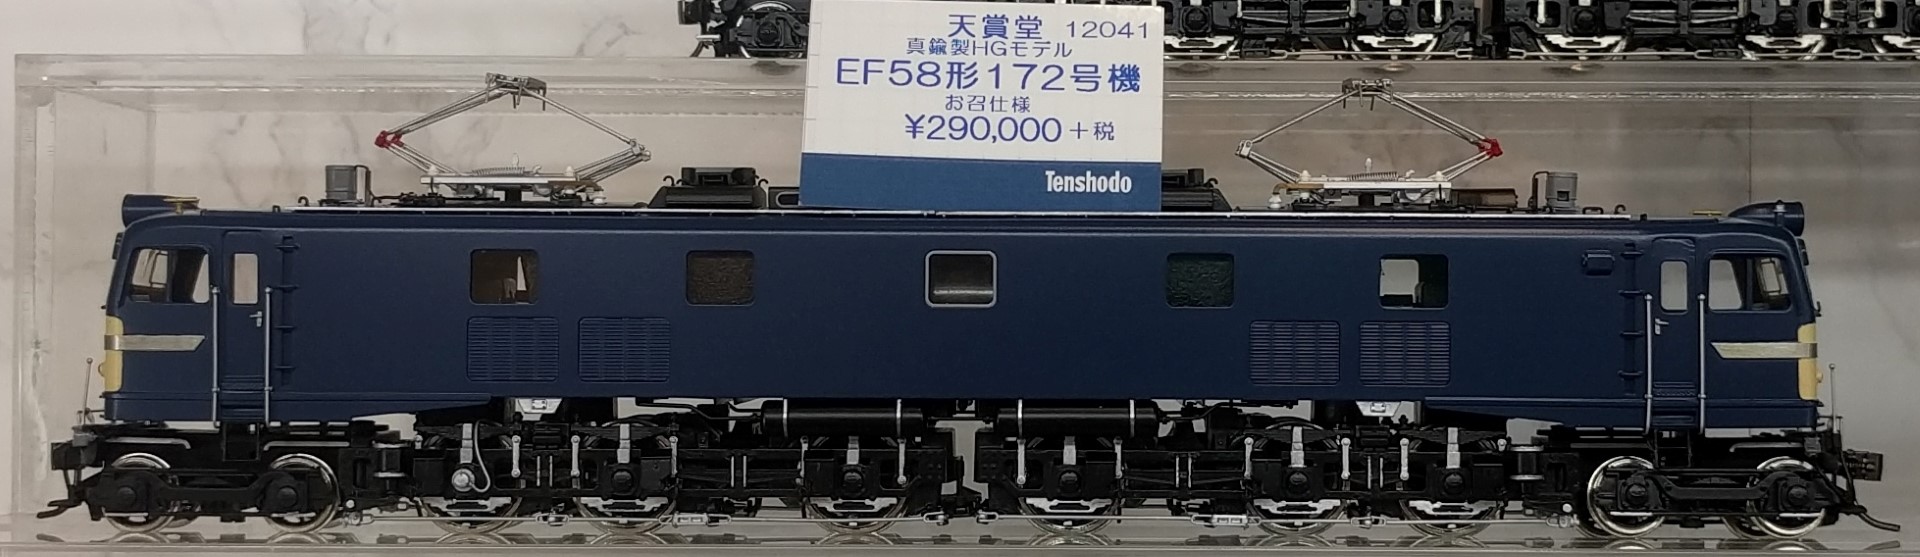 天賞堂 12041
真鍮製HGモデル
EF58形172号機
お召仕様
¥290,000+税
Tenshodo